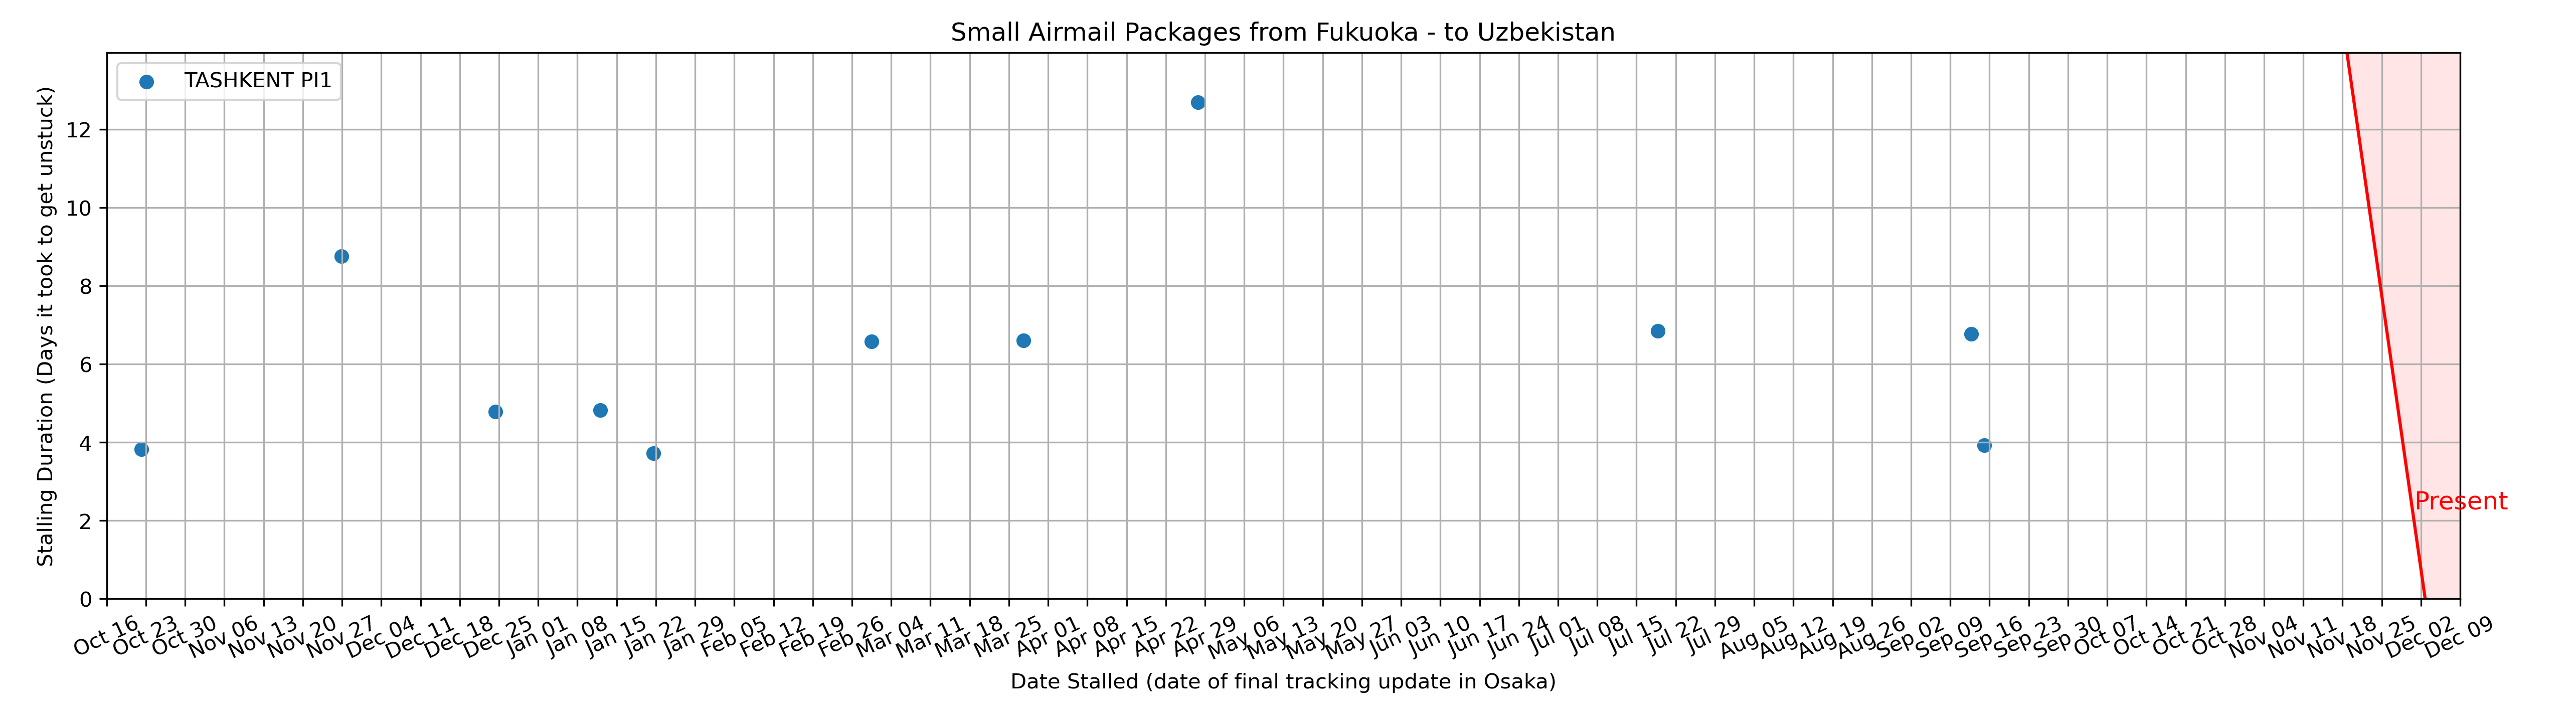 Small Airmail Packages from Fukuoka - to Uzbekistan
TASHKENT PI1
Stalling Duration (Days it took to get unstuck)
12
10
8
6
4
2
0
Present
Oct 16 Oct 23 Oct 30 Nov 06 Nov 13 Nov 20 Nov 27 Dec 04 Dec 11 Dec 18 Dec 25 Jan 01 Jan 08 Jan 15 Jan 22 Jan 29 Feb 05 Feb 12 Feb 19 Feb 26 Mar 04 Mar 11 Mar 18 Mar 25 Apr 01 Apr 08 Apr 15 Apr 22 Apr 29 May 06 May 13 May 20 May 27 Jun 03 Jun 10 Jun 17 Jun 24 Jul 01 Jul 08 Jul 15 Jul 22 Jul 29 Aug 05 Aug 12 Aug 19 Aug 26 Sep 02 Sep 09 Sep 16 Sep 23 Sep 30 Oct 07 Oct 14 Oct 21 Oct 28 Nov 04 Nov 11 Nov 18 Nov 25 Dec 02 Dec 09
Date Stalled (date of final tracking update in Osaka)